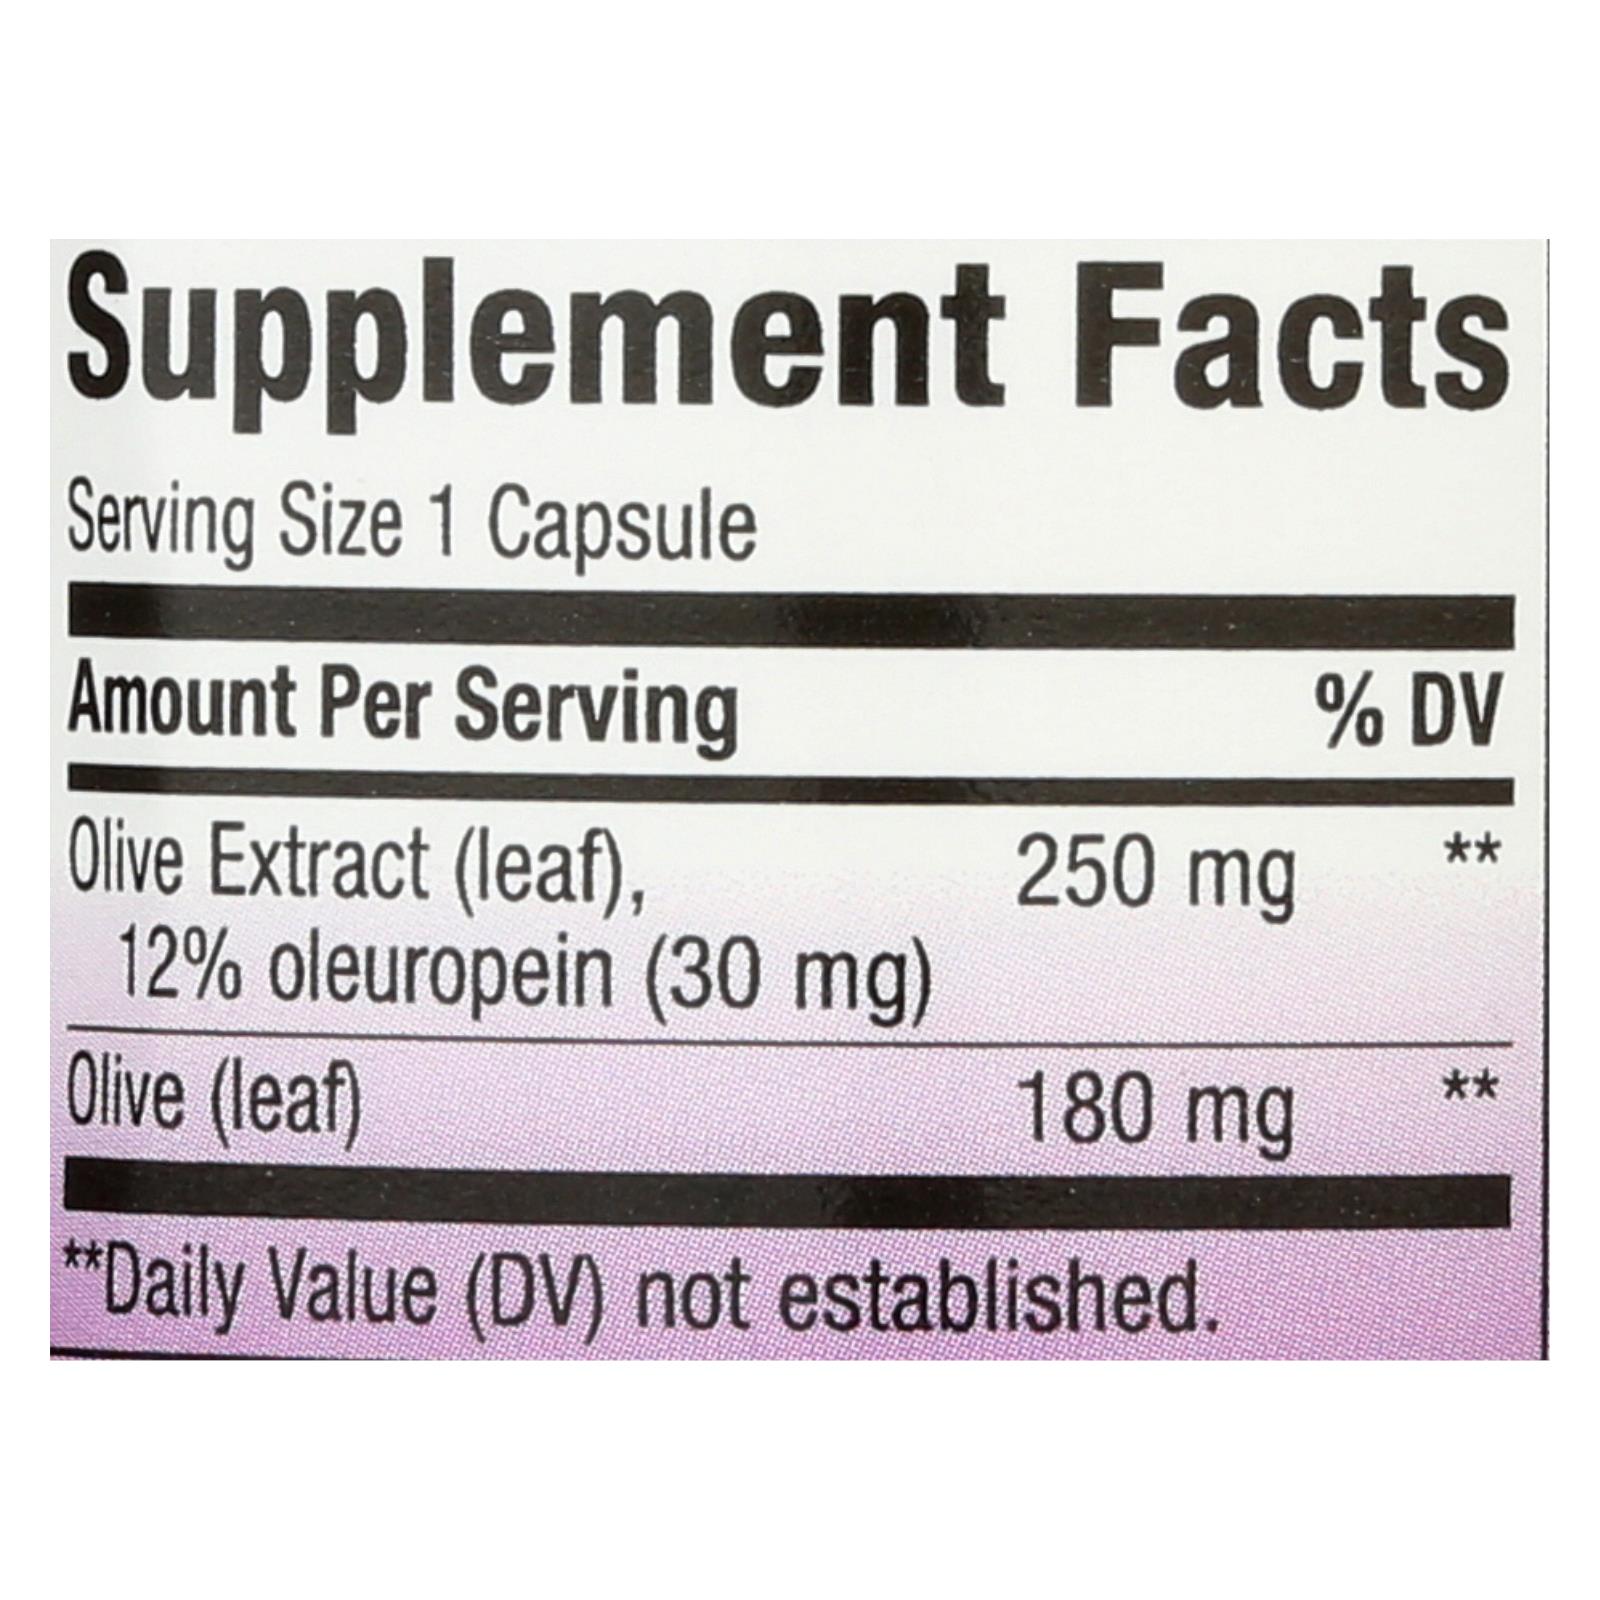 Supplement Facts
Serving Size 1 Capsule
Amount Per Serving % DV
Olive Extract (leaf), 250 mg **
12% oleuropein (30 mg)
Olive (leaf) 180 mg **
**Daily Value (DV) not established.